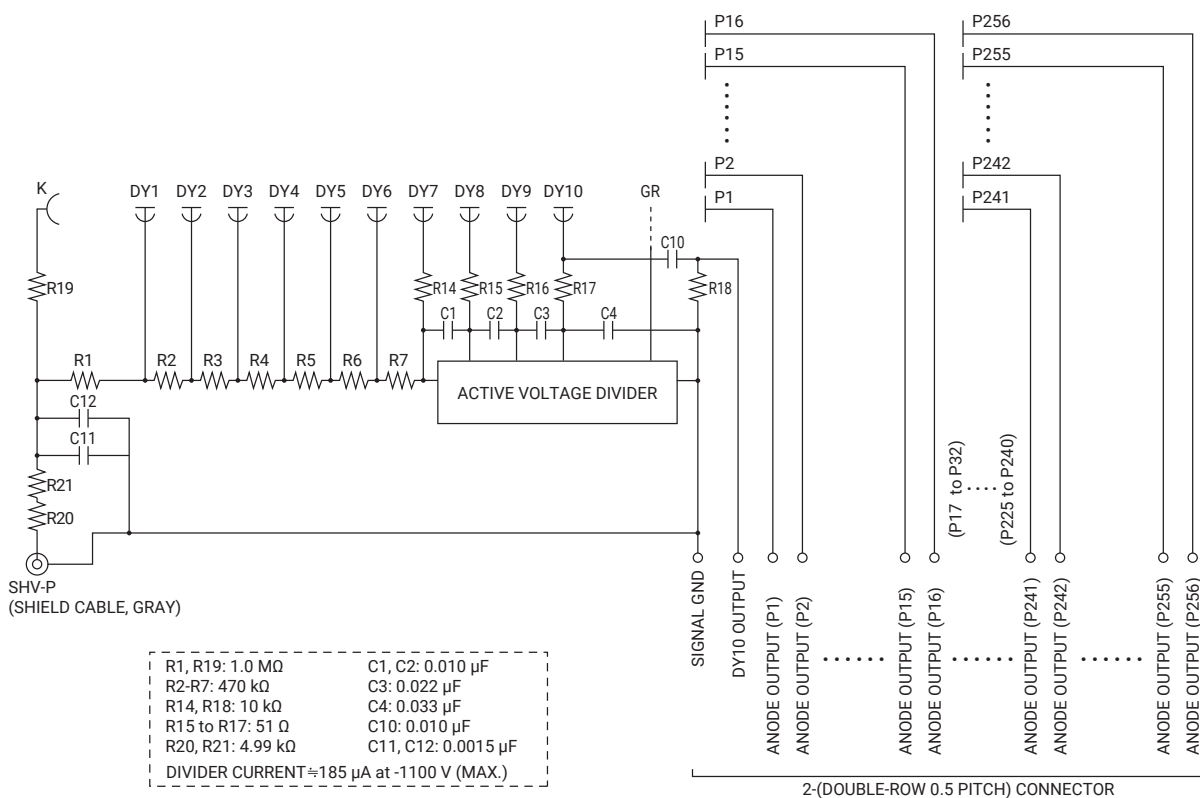 P16
P256
P15
P255
P2
P242
P1
P241
K
DY1 DY2 DY3 DY4 DY5 DY6 DY7 DY8 DY9 DY10 GR
C10
R19
R14 R15 R16 R17 R18
C1 C2 C3 C4
R1 R2 R3 R4 R5 R6 R7
ACTIVE VOLTAGE DIVIDER
C12
C11
R21
R20
SHV-P
(SHIELD CABLE, GRAY)
(P17 to P32)
(P225 to P240)
SIGNAL GND
DY10 OUTPUT
ANODE OUTPUT (P1)
ANODE OUTPUT (P2)
ANODE OUTPUT (P15)
ANODE OUTPUT (P16)
ANODE OUTPUT (P241)
ANODE OUTPUT (P242)
ANODE OUTPUT (P255)
ANODE OUTPUT (P256)
R1, R19: 1.0 MΩ
R2-R7: 470 kΩ
R14, R18: 10 kΩ
R15 to R17: 51 Ω
R20, R21: 4.99 kΩ
C1, C2: 0.010 μF
C3: 0.022 μF
C4: 0.033 μF
C10: 0.010 μF
C11, C12: 0.0015 μF
DIVIDER CURRENT≒185 μA at -1100 V (MAX.)
2-(DOUBLE-ROW 0.5 PITCH) CONNECTOR